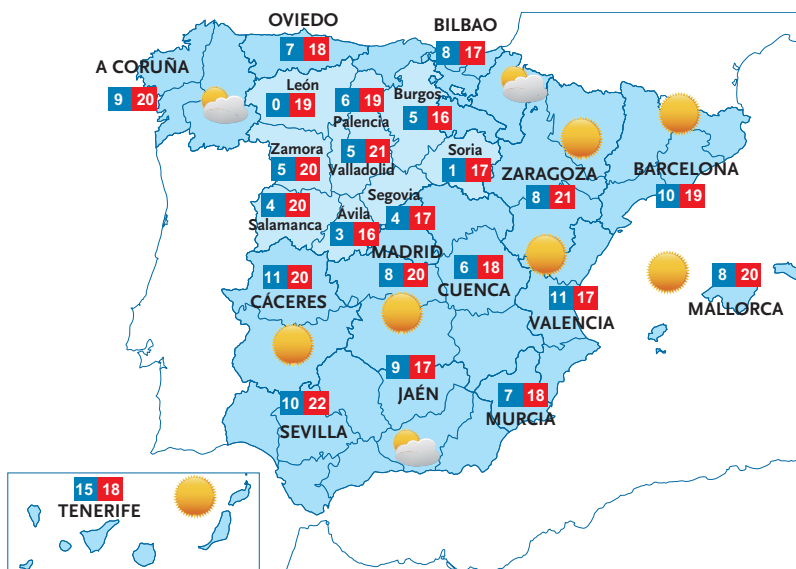 OVIEDO
7 18
BILBAO
8 17
A CORUÑA
9 20
León
0 19
6 19
Palencia
Burgos
5 16
Zamora
5 20
5 21
Valladolid
Soria
1 17
ZARAGOZA
8 21
BARCELONA
10 19
4 20
Salamanca
Ávila
3 16
Segovia
4 17
MADRID
8 20
6 18
CUENCA
11 20
CÁCERES
11 17
VALENCIA
8 20
MALLORCA
9 17
JAÉN
7 18
MURCIA
10 22
SEVILLA
15 18
TENERIFE